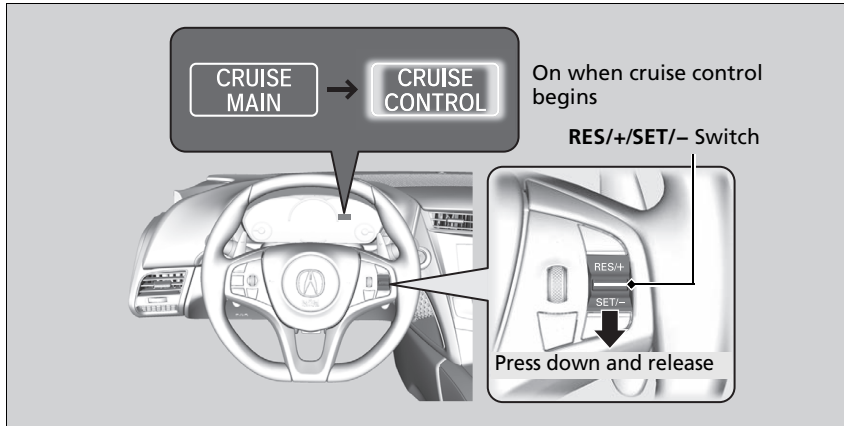 CRUISE
MAIN
CRUISE
CONTROL
On when cruise control
begins
RES/+/SET/− Switch
RES/+
SET/−
Press down and release